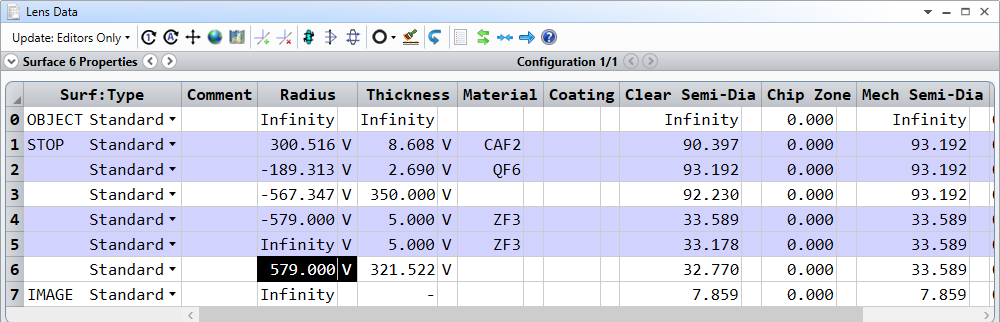 Lens Data
Update: Editors Only
Surface 6 Properties Configuration 1/1
Surf:Type Comment Radius Thickness Material Coating Clear Semi-Dia Chip Zone Mech Semi-Dia
0 OBJECT Standard Infinity Infinity Infinity 0.000 Infinity
1 STOP Standard 300.516 V 8.608 V CAF2 90.397 0.000 93.192
2 Standard -189.313 V 2.690 V QF6 93.192 0.000 93.192
3 Standard -567.347 V 350.000 V 92.230 0.000 93.192
4 Standard -579.000 V 5.000 V ZF3 33.589 0.000 33.589
5 Standard Infinity V 5.000 V ZF3 33.178 0.000 33.589
6 Standard 579.000 V 321.522 V 32.770 0.000 33.589
7 IMAGE Standard Infinity - 7.859 0.000 7.859